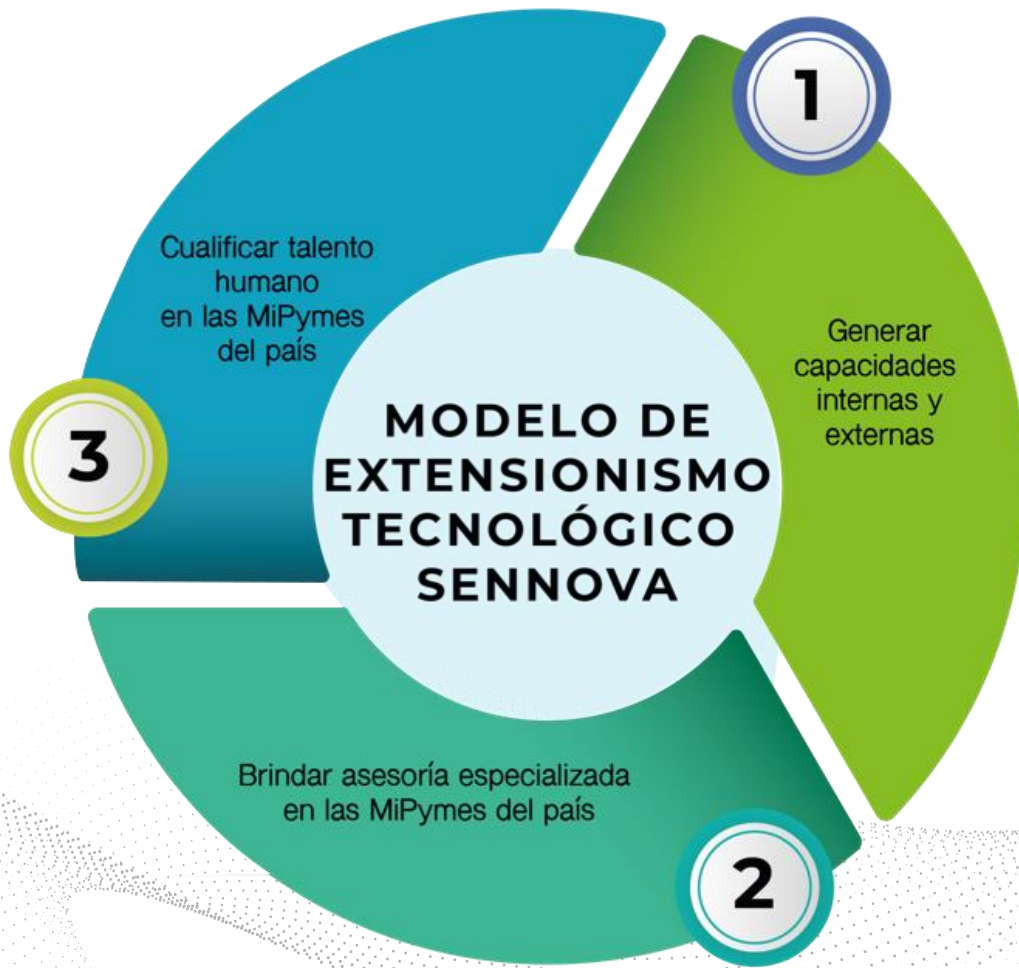 MODELO DE
EXTENSIONISMO
TECNOLÓGICO
SENNOVA
1
Generar
capacidades
internas y
externas
2
Brindar asesoría especializada
en las MiPymes del país
3
Cualificar talento
humano
en las MiPymes
del país